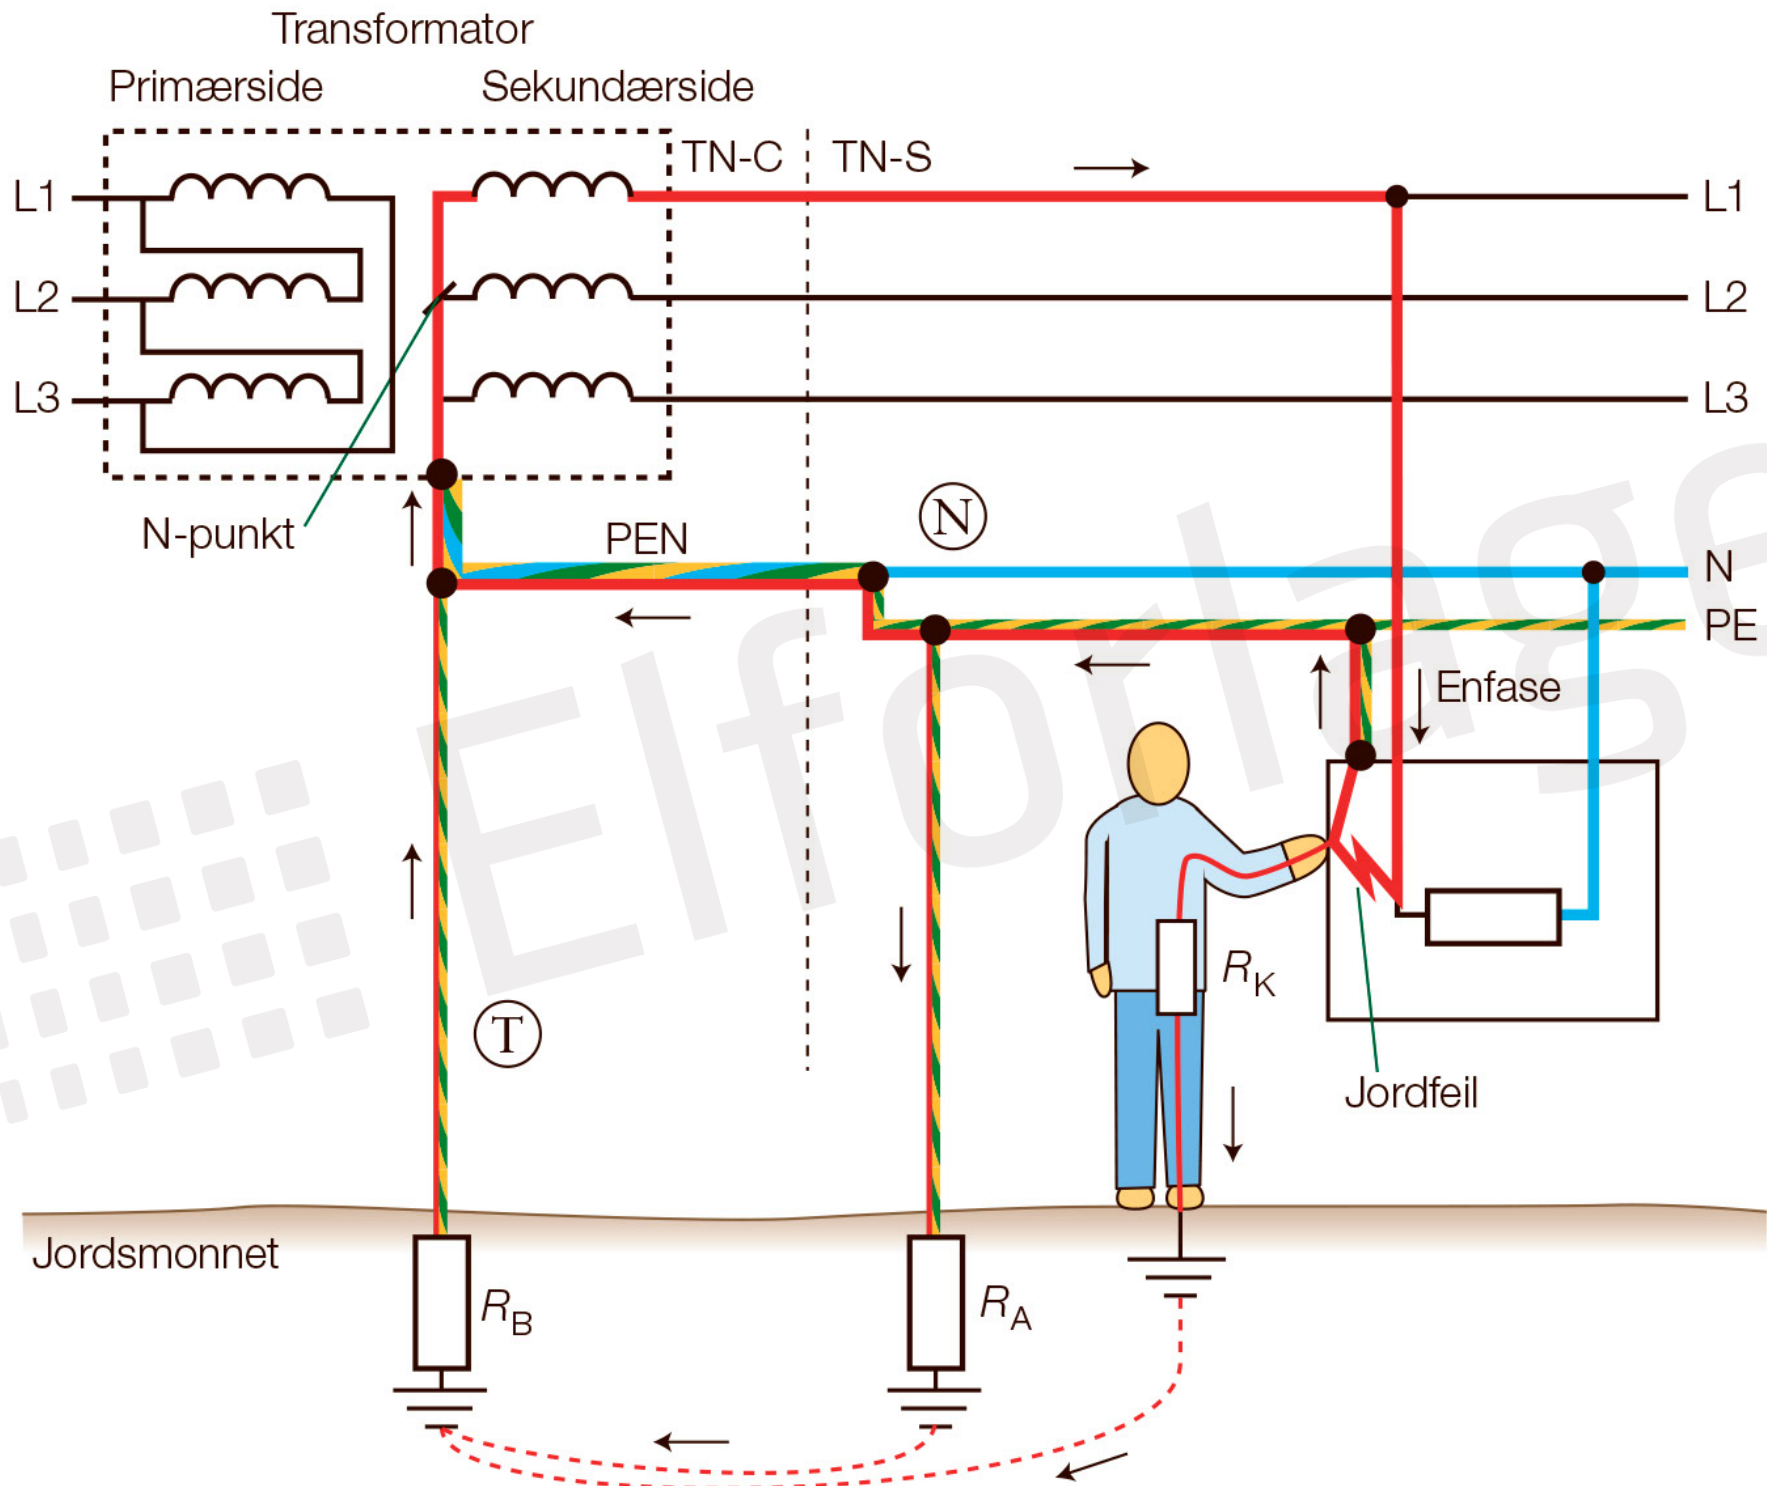 Transformator
Primærside
Sekundærside
TN-C
TN-S
L1
L1
L2
L2
L3
L3
N-punkt
PEN
N
N
PE
Enfase
Elforlage
T
R_K
Jordfeil
Jordsmonnet
R_B
R_A